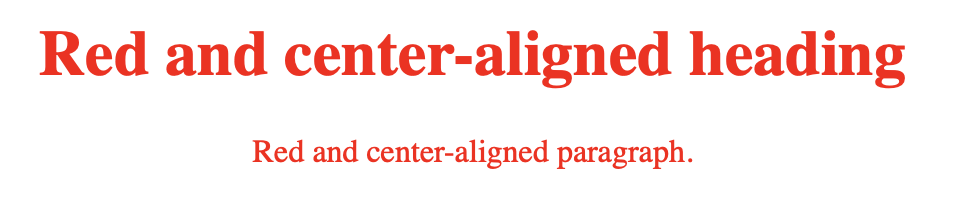 Red and center-aligned heading
Red and center-aligned paragraph.